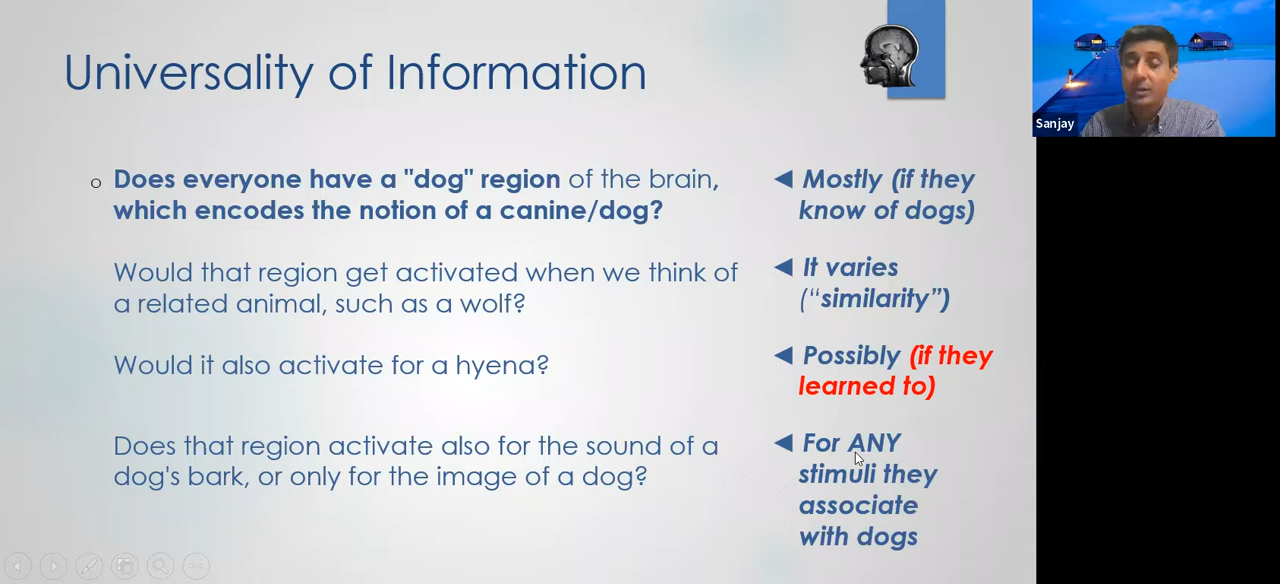 Universality of Information
Sanjay
o Does everyone have a "dog" region of the brain,
which encodes the notion of a canine/dog?
◄ Mostly (if they
know of dogs)
Would that region get activated when we think of
a related animal, such as a wolf?
◄ It varies
(“similarity”)
Would it also activate for a hyena?
◄ Possibly (if they
learned to)
Does that region activate also for the sound of a
dog's bark, or only for the image of a dog?
◄ For ANY
stimuli they
associate
with dogs